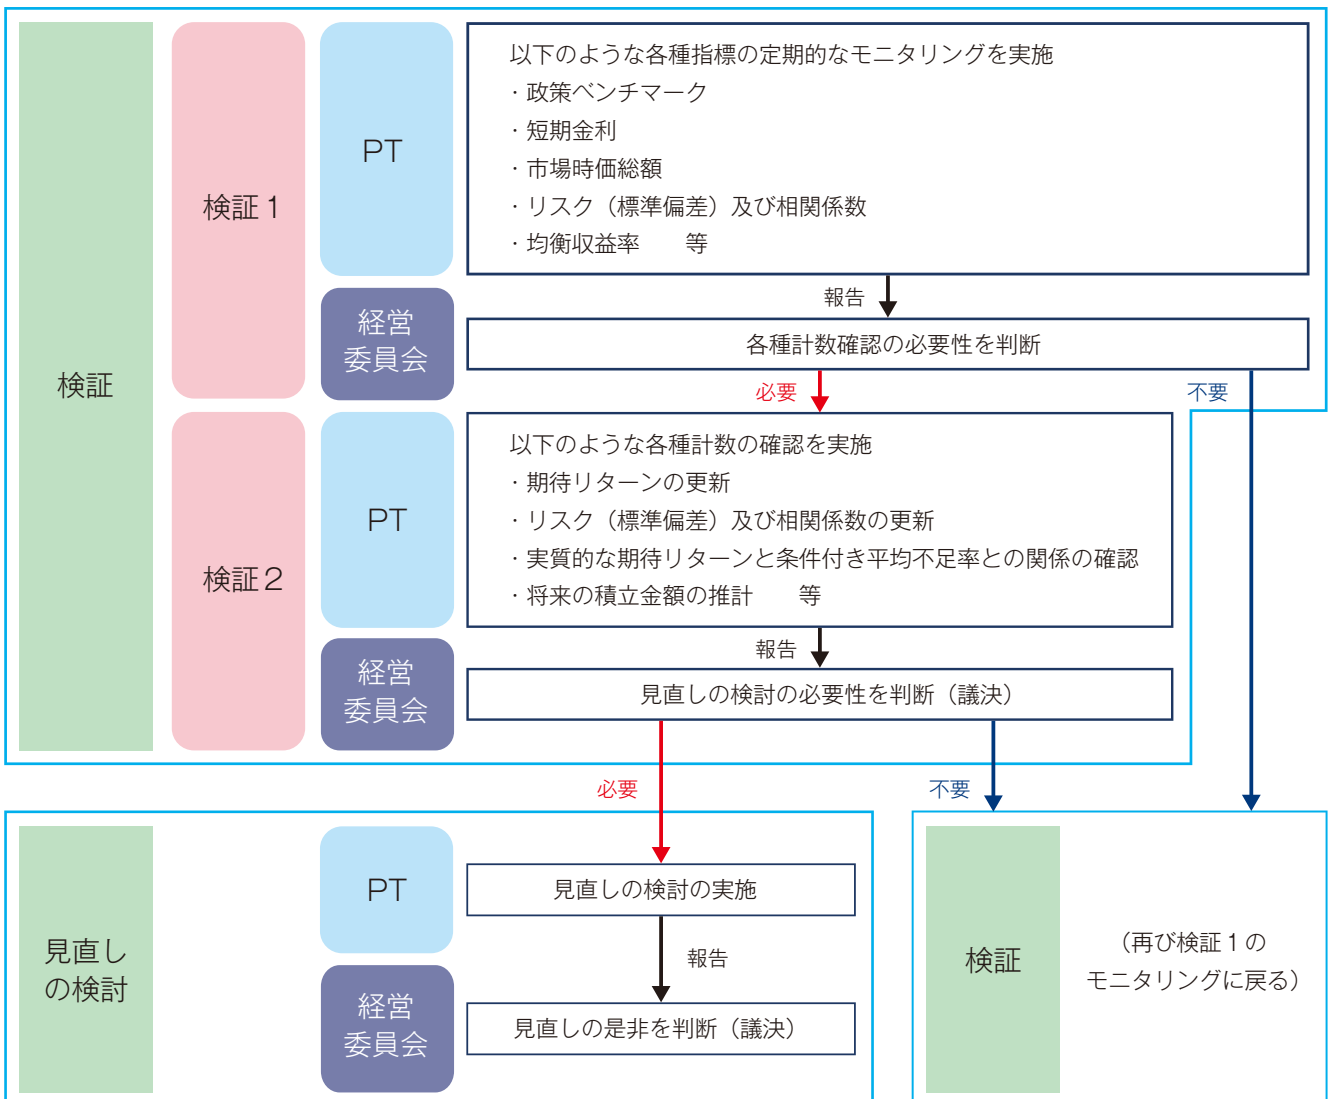 検証
検証１
PT
以下のような各種指標の定期的なモニタリングを実施
・政策ベンチマーク
・短期金利
・市場時価総額
・リスク（標準偏差）及び相関係数
・均衡収益率　　等
報告
経営
委員会
各種計数確認の必要性を判断
必要
不要
検証２
PT
以下のような各種計数の確認を実施
・期待リターンの更新
・リスク（標準偏差）及び相関係数の更新
・実質的な期待リターンと条件付き平均不足率との関係の確認
・将来の積立金額の推計　　等
報告
経営
委員会
見直しの検討の必要性を判断（議決）
必要
不要
見直し
の検討
PT
見直しの検討の実施
報告
経営
委員会
見直しの是非を判断（議決）
検証
（再び検証１の
モニタリングに戻る）